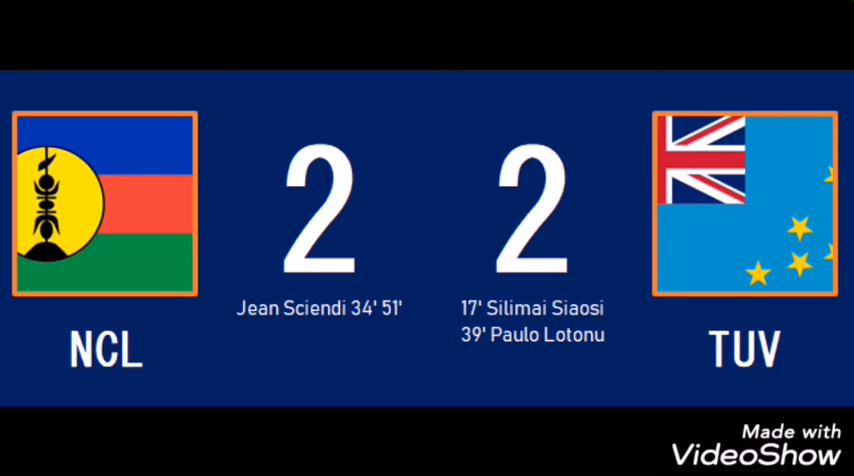 2 2
Jean Sciendi 34' 51'
17' Silimai Siaosi
39' Paulo Lotonu
NCL
TUV
Made with
VideoShow